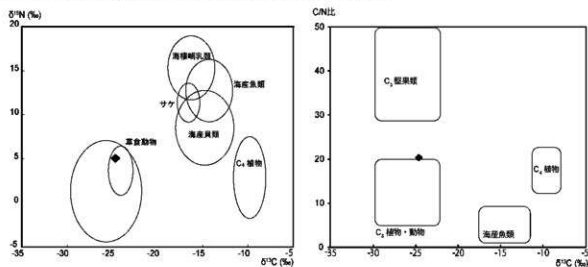 δ¹⁵N (‰)
20
15
10
5
0
-5
-35
-30
-25
-20
-15
-10
-5
δ¹³C (‰)
海棲哺乳類
海産魚類
サケ
海産貝類
草食動物
C₄ 植物
C/N比
50
40
30
20
10
0
-35
-30
-25
-20
-15
-10
-5
δ¹³C (‰)
C₃ 堅果類
C₄ 植物
C₃ 植物・動物
海産魚類